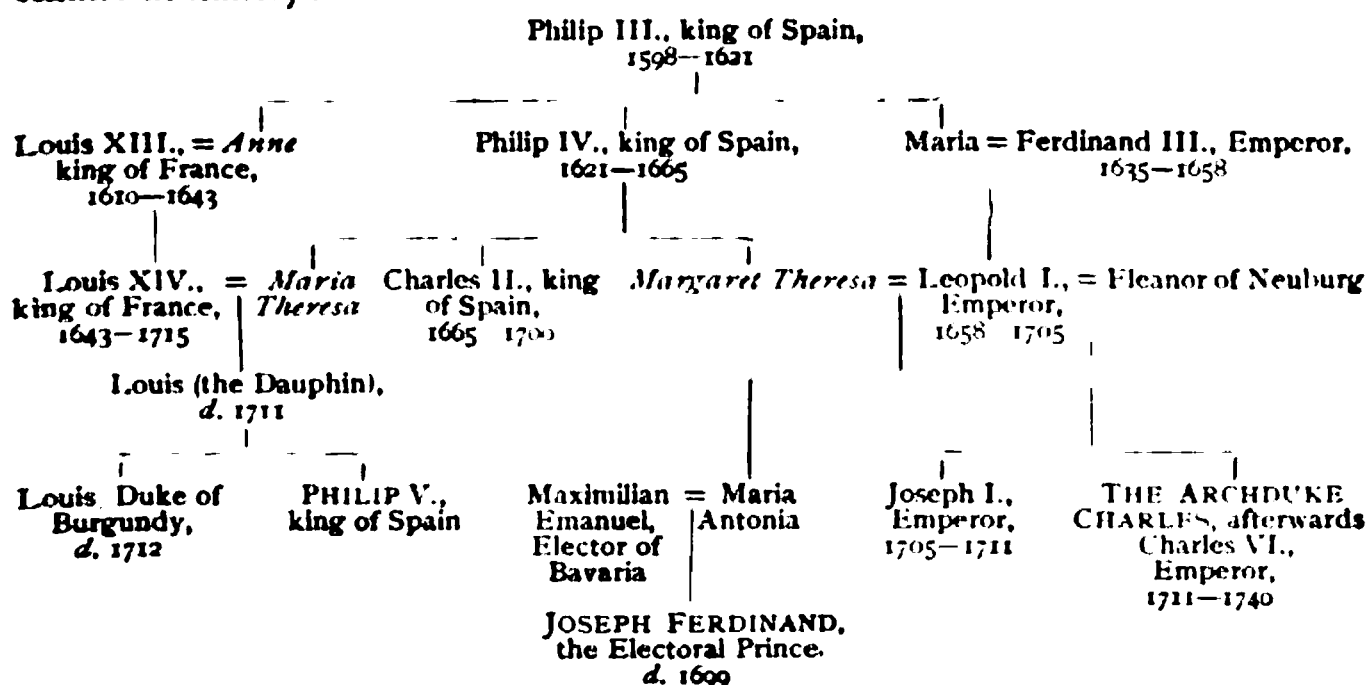 Philip III., king of Spain,
1598—1621
Louis XIII., = Anne
king of France,
1610—1643
Philip IV., king of Spain,
1621—1665
Maria = Ferdinand III., Emperor,
1635—1658
Louis XIV., = Maria
king of France, Theresa
1643—1715
Charles II., king
of Spain,
1665 1700
Margaret Theresa = Leopold I., = Eleanor of Neuburg
Emperor,
1658 1705
Louis (the Dauphin),
d. 1711
Louis Duke of
Burgundy,
d. 1712
PHILIP V.,
king of Spain
Maximilian = Maria
Emanuel, Antonia
Elector of
Bavaria
Joseph I.,
Emperor,
1705—1711
THE ARCHDUKE
CHARLES, afterwards
Charles VI.,
Emperor,
1711—1740
JOSEPH FERDINAND,
the Electoral Prince.
d. 1699